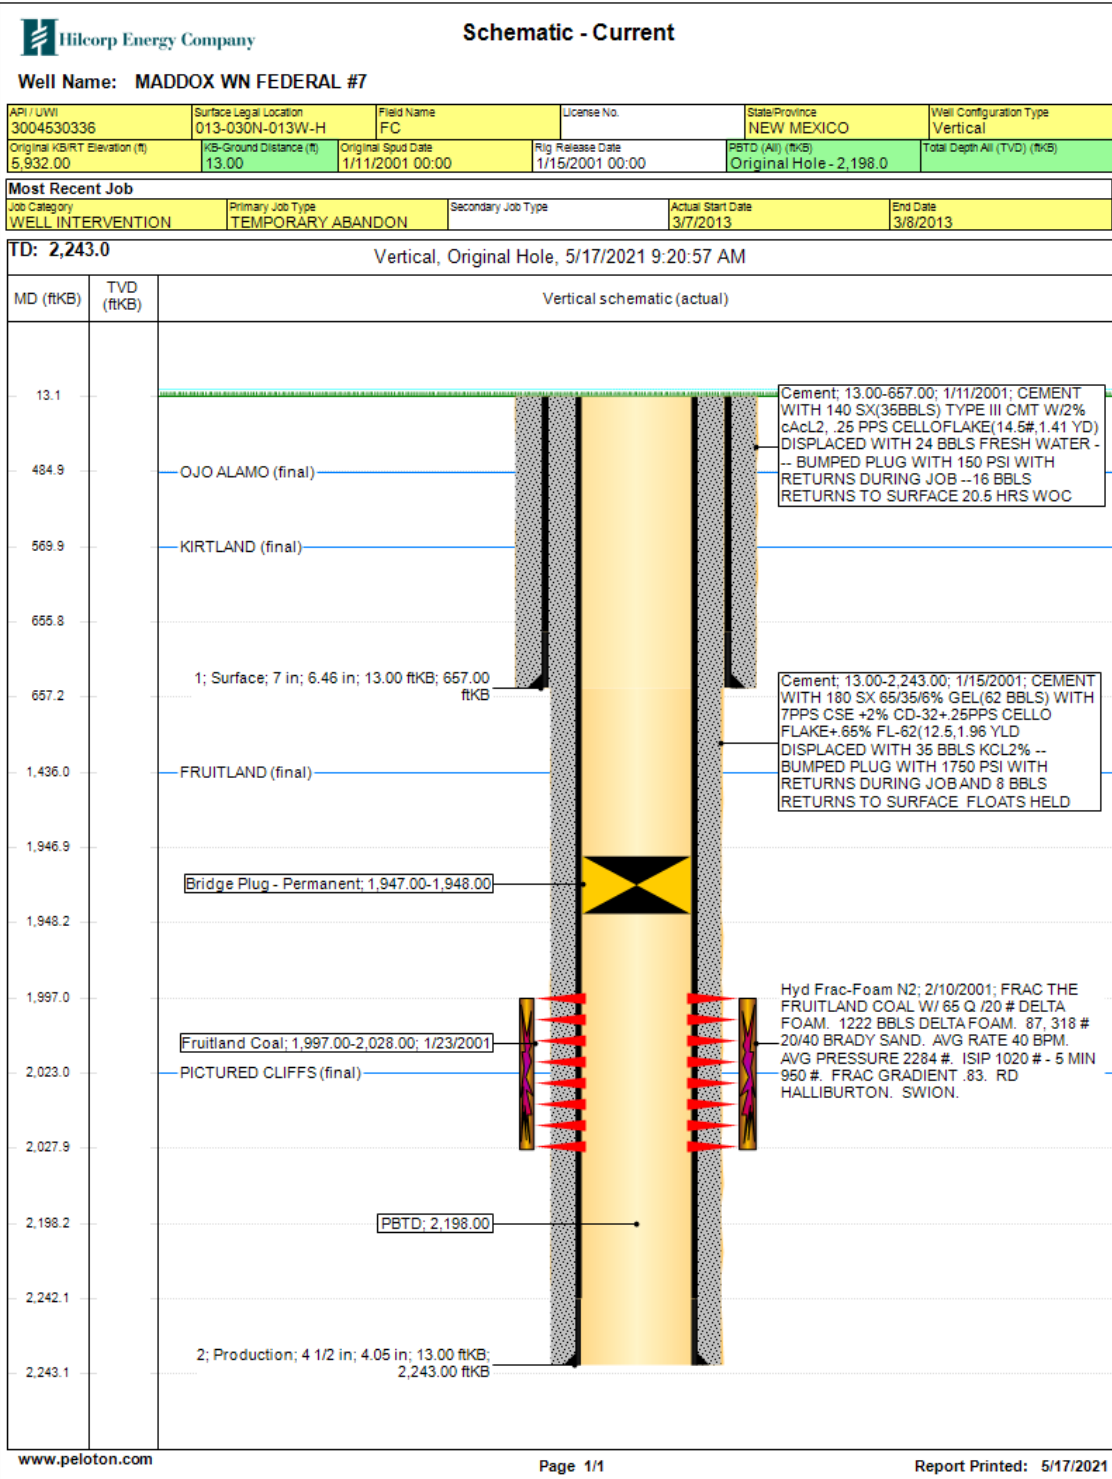 Hilcorp Energy Company
Schematic - Current
Well Name: MADDOX WN FEDERAL #7
API / UWI
3004530336
Surface Legal Location
013-030N-013W-H
Field Name
FC
License No.
State/Province
NEW MEXICO
Well Configuration Type
Vertical
Original KB/RT Elevation (ft)
5,932.00
KB-Ground Distance (ft)
13.00
Original Spud Date
1/11/2001 00:00
Rig Release Date
1/15/2001 00:00
PBTD (All) (ftKB)
Original Hole - 2,198.0
Total Depth All (TVD) (ftKB)
Most Recent Job
Job Category
WELL INTERVENTION
Primary Job Type
TEMPORARY ABANDON
Secondary Job Type
Actual Start Date
3/7/2013
End Date
3/8/2013
TD: 2,243.0
Vertical, Original Hole, 5/17/2021 9:20:57 AM
MD (ftKB)
TVD
(ftKB)
Vertical schematic (actual)
13.1
Cement; 13.00-657.00; 1/11/2001; CEMENT
WITH 140 SX(35BBLS) TYPE III CMT W/2%
cAcL2, .25 PPS CELLOFLAKE(14.5#,1.41 YD)
DISPLACED WITH 24 BBLS FRESH WATER -
-- BUMPED PLUG WITH 150 PSI WITH
RETURNS DURING JOB --16 BBLS
RETURNS TO SURFACE 20.5 HRS WOC
484.9
OJO ALAMO (final)
569.9
KIRTLAND (final)
655.8
1; Surface; 7 in; 6.46 in; 13.00 ftKB; 657.00
ftKB
657.2
Cement; 13.00-2,243.00; 1/15/2001; CEMENT
WITH 180 SX 65/35/6% GEL(62 BBLS) WITH
7PPS CSE +2% CD-32+.25PPS CELLO
FLAKE+.65% FL-62(12.5,1.96 YLD
DISPLACED WITH 35 BBLS KCL2% --
BUMPED PLUG WITH 1750 PSI WITH
RETURNS DURING JOB AND 8 BBLS
RETURNS TO SURFACE FLOATS HELD
1,436.0
FRUITLAND (final)
1,946.9
Bridge Plug - Permanent; 1,947.00-1,948.00
1,948.2
1,997.0
Hyd Frac-Foam N2; 2/10/2001; FRAC THE
FRUITLAND COAL W/ 65 Q /20 # DELTA
FOAM. 1222 BBLS DELTA FOAM. 87, 318 #
20/40 BRADY SAND. AVG RATE 40 BPM.
AVG PRESSURE 2284 #. ISIP 1020 # - 5 MIN
950 #. FRAC GRADIENT .83. RD
HALLIBURTON. SWION.
Fruitland Coal; 1,997.00-2,028.00; 1/23/2001
2,023.0
PICTURED CLIFFS (final)
2,027.9
2,198.2
PBTD; 2,198.00
2,242.1
2; Production; 4 1/2 in; 4.05 in; 13.00 ftKB;
2,243.00 ftKB
2,243.1
www.peloton.com
Page 1/1
Report Printed: 5/17/2021